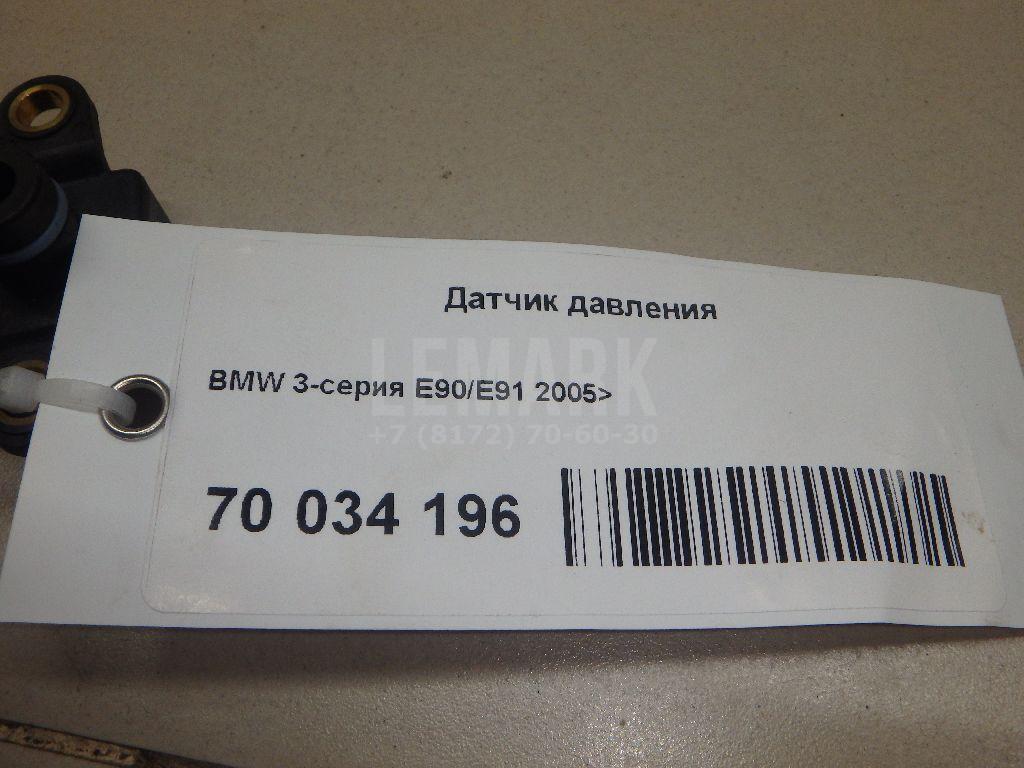 Датчик давления
BMW 3-серия E90/E91 2005>
LEMARK
+7 (8172) 70-60-30
70 034 196